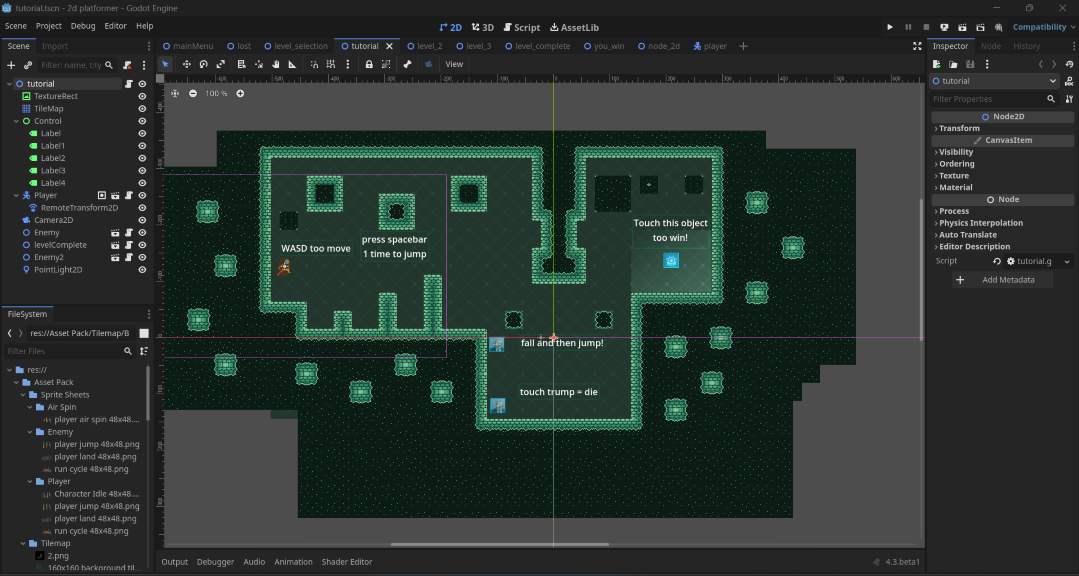 tutorial.tscn - 2d platformer - Godot Engine
Scene Project Debug Editor Help
2D 3D Script AssetLib
Compatibility
Scene Import
mainMenu lost level_selection tutorial level_2 level_3 level_complete you_win node_2d player
Inspector Node History
Filter: name, t:ty
View
tutorial
TextureRect
TileMap
Control
Label
Label1
Label2
Label3
Label4
Player
RemoteTransform2D
Camera2D
Enemy
levelComplete
Enemy2
PointLight2D
100 %
WASD too move
press spacebar
1 time to jump
Touch this object
too win!
fall and then jump!
touch trump = die
tutorial
Filter Properties
Node2D
Transform
CanvasItem
Visibility
Ordering
Texture
Material
Node
Process
Physics Interpolation
Auto Translate
Editor Description
Script tutorial.g
Add Metadata
FileSystem
res://Asset Pack/Tilemap/B
Filter Files
res://
Asset Pack
Sprite Sheets
Air Spin
player air spin 48x48....
Enemy
player jump 48x48.png
player land 48x48.png
run cycle 48x48.png
Player
Character Idle 48x48....
player jump 48x48.png
player land 48x48.png
run cycle 48x48.png
Tilemap
2.png
160x160 background til...
Output Debugger Audio Animation Shader Editor
4.3.beta1